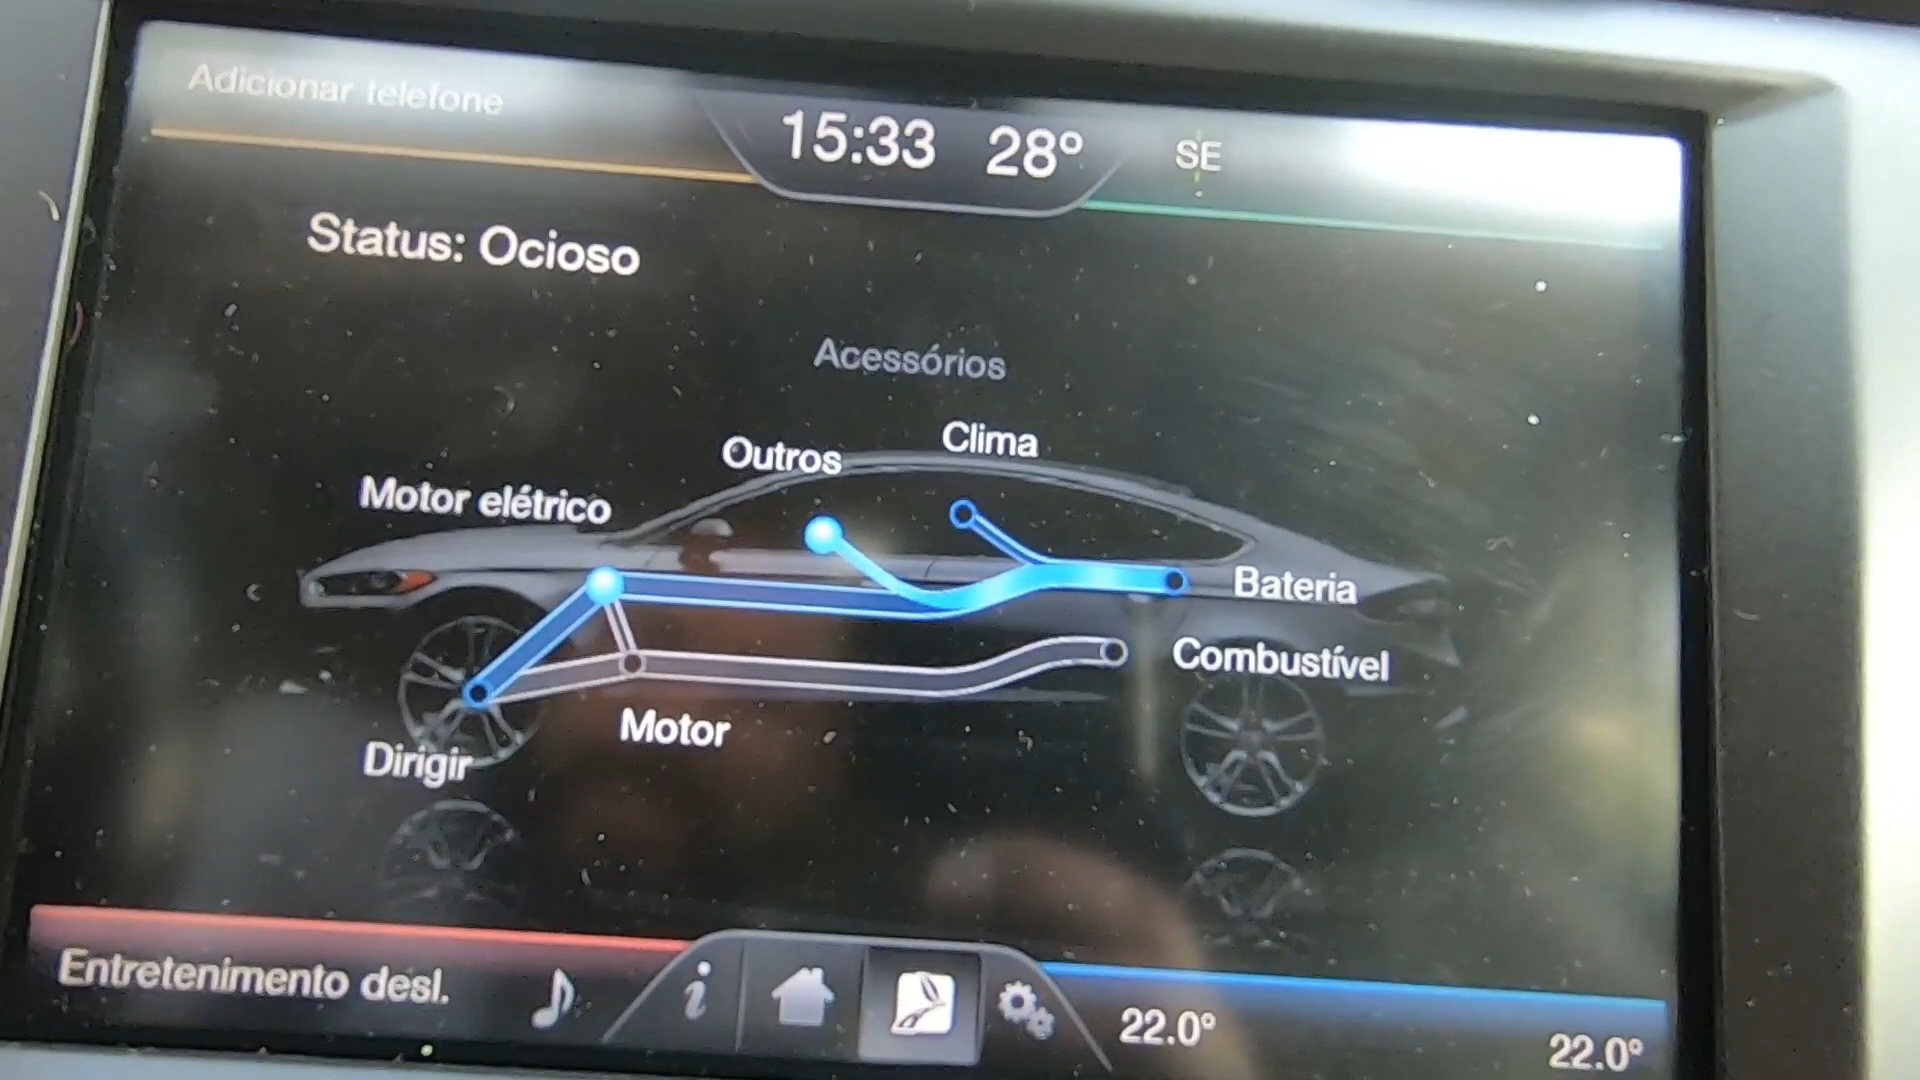 Adicionar telefone
15:33 28° SE
Status: Ocioso
Acessórios
Outros
Clima
Motor elétrico
Bateria
Combustível
Motor
Dirigir
Entretenimento desl.
i
22.0°
22.0°